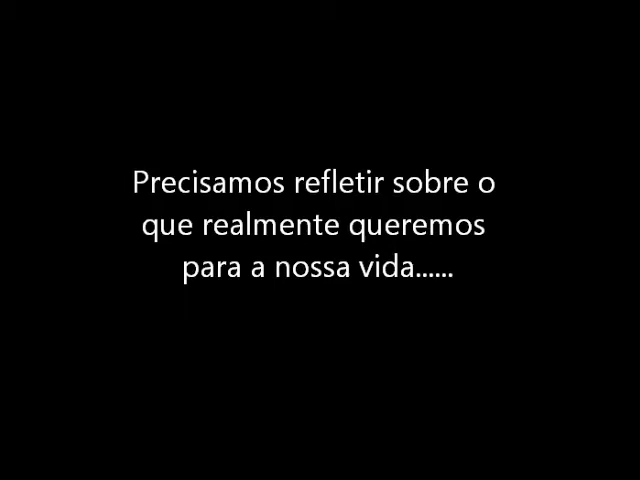 Precisamos refletir sobre o
que realmente queremos
para a nossa vida......